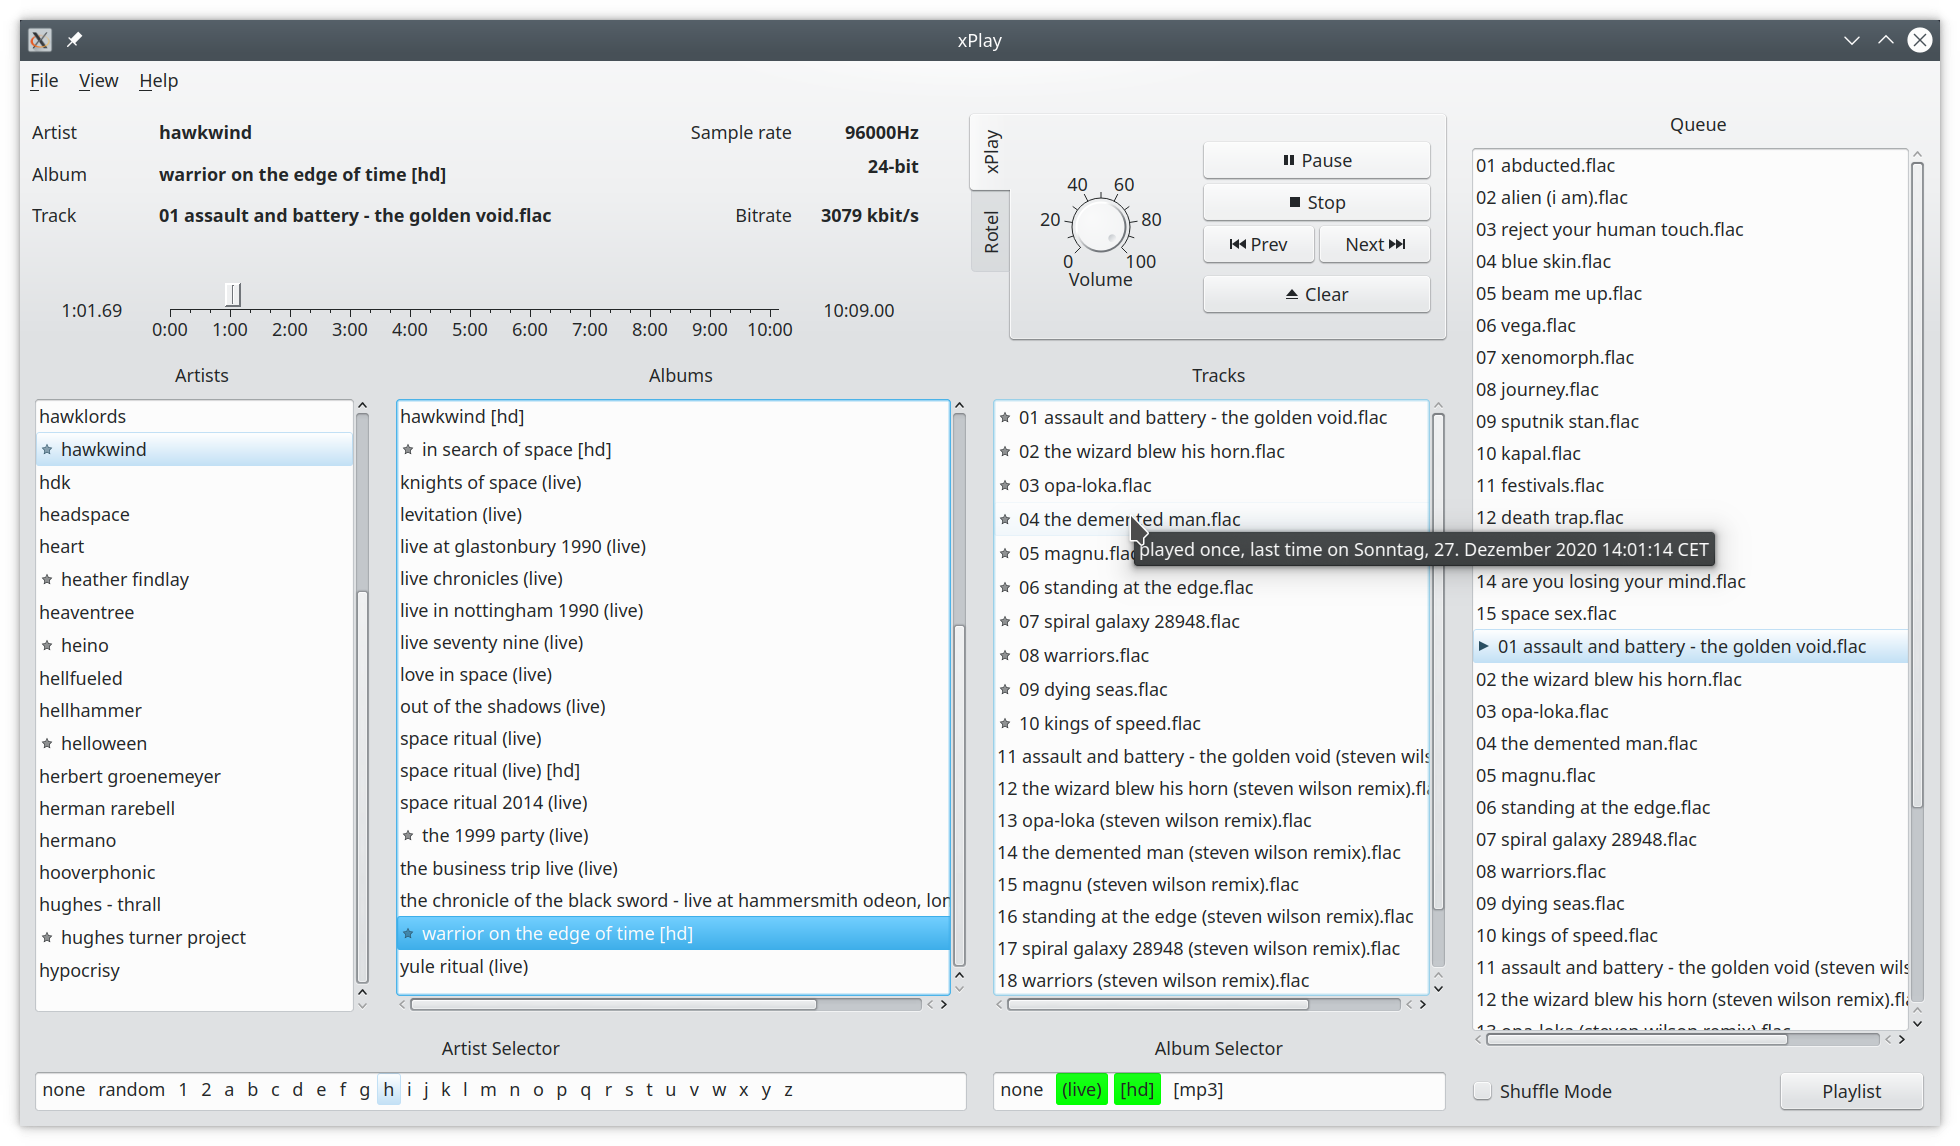 xPlay
File View Help
Artist hawkwind Sample rate 96000Hz
Album warrior on the edge of time [hd] 24-bit
Track 01 assault and battery - the golden void.flac Bitrate 3079 kbit/s
1:01.69 10:09.00
0:00 1:00 2:00 3:00 4:00 5:00 6:00 7:00 8:00 9:00 10:00
xPlay
Rotel
0 20 40 60 80 100
Volume
Pause
Stop
Prev Next
Clear
Artists
hawklords
hawkwind
hdk
headspace
heart
heather findlay
heaventree
heino
hellfueled
hellhammer
helloween
herbert groenemeyer
herman rarebell
hermano
hooverphonic
hughes - thrall
hughes turner project
hypocrisy
Albums
hawkwind [hd]
in search of space [hd]
knights of space (live)
levitation (live)
live at glastonbury 1990 (live)
live chronicles (live)
live in nottingham 1990 (live)
live seventy nine (live)
love in space (live)
out of the shadows (live)
space ritual (live)
space ritual (live) [hd]
space ritual 2014 (live)
the 1999 party (live)
the business trip live (live)
the chronicle of the black sword - live at hammersmith odeon, lon
warrior on the edge of time [hd]
yule ritual (live)
Tracks
01 assault and battery - the golden void.flac
02 the wizard blew his horn.flac
03 opa-loka.flac
04 the demented man.flac
05 magnu.flac
played once, last time on Sonntag, 27. Dezember 2020 14:01:14 CET
06 standing at the edge.flac
07 spiral galaxy 28948.flac
08 warriors.flac
09 dying seas.flac
10 kings of speed.flac
11 assault and battery - the golden void (steven wils
12 the wizard blew his horn (steven wilson remix).fla
13 opa-loka (steven wilson remix).flac
14 the demented man (steven wilson remix).flac
15 magnu (steven wilson remix).flac
16 standing at the edge (steven wilson remix).flac
17 spiral galaxy 28948 (steven wilson remix).flac
18 warriors (steven wilson remix).flac
Queue
01 abducted.flac
02 alien (i am).flac
03 reject your human touch.flac
04 blue skin.flac
05 beam me up.flac
06 vega.flac
07 xenomorph.flac
08 journey.flac
09 sputnik stan.flac
10 kapal.flac
11 festivals.flac
12 death trap.flac
14 are you losing your mind.flac
15 space sex.flac
01 assault and battery - the golden void.flac
02 the wizard blew his horn.flac
03 opa-loka.flac
04 the demented man.flac
05 magnu.flac
06 standing at the edge.flac
07 spiral galaxy 28948.flac
08 warriors.flac
09 dying seas.flac
10 kings of speed.flac
11 assault and battery - the golden void (steven wils
12 the wizard blew his horn (steven wilson remix).fla
13 opa-loka (steven wilson remix).flac
Artist Selector
none random 1 2 a b c d e f g h i j k l m n o p q r s t u v w x y z
Album Selector
none (live) [hd] [mp3]
Shuffle Mode
Playlist